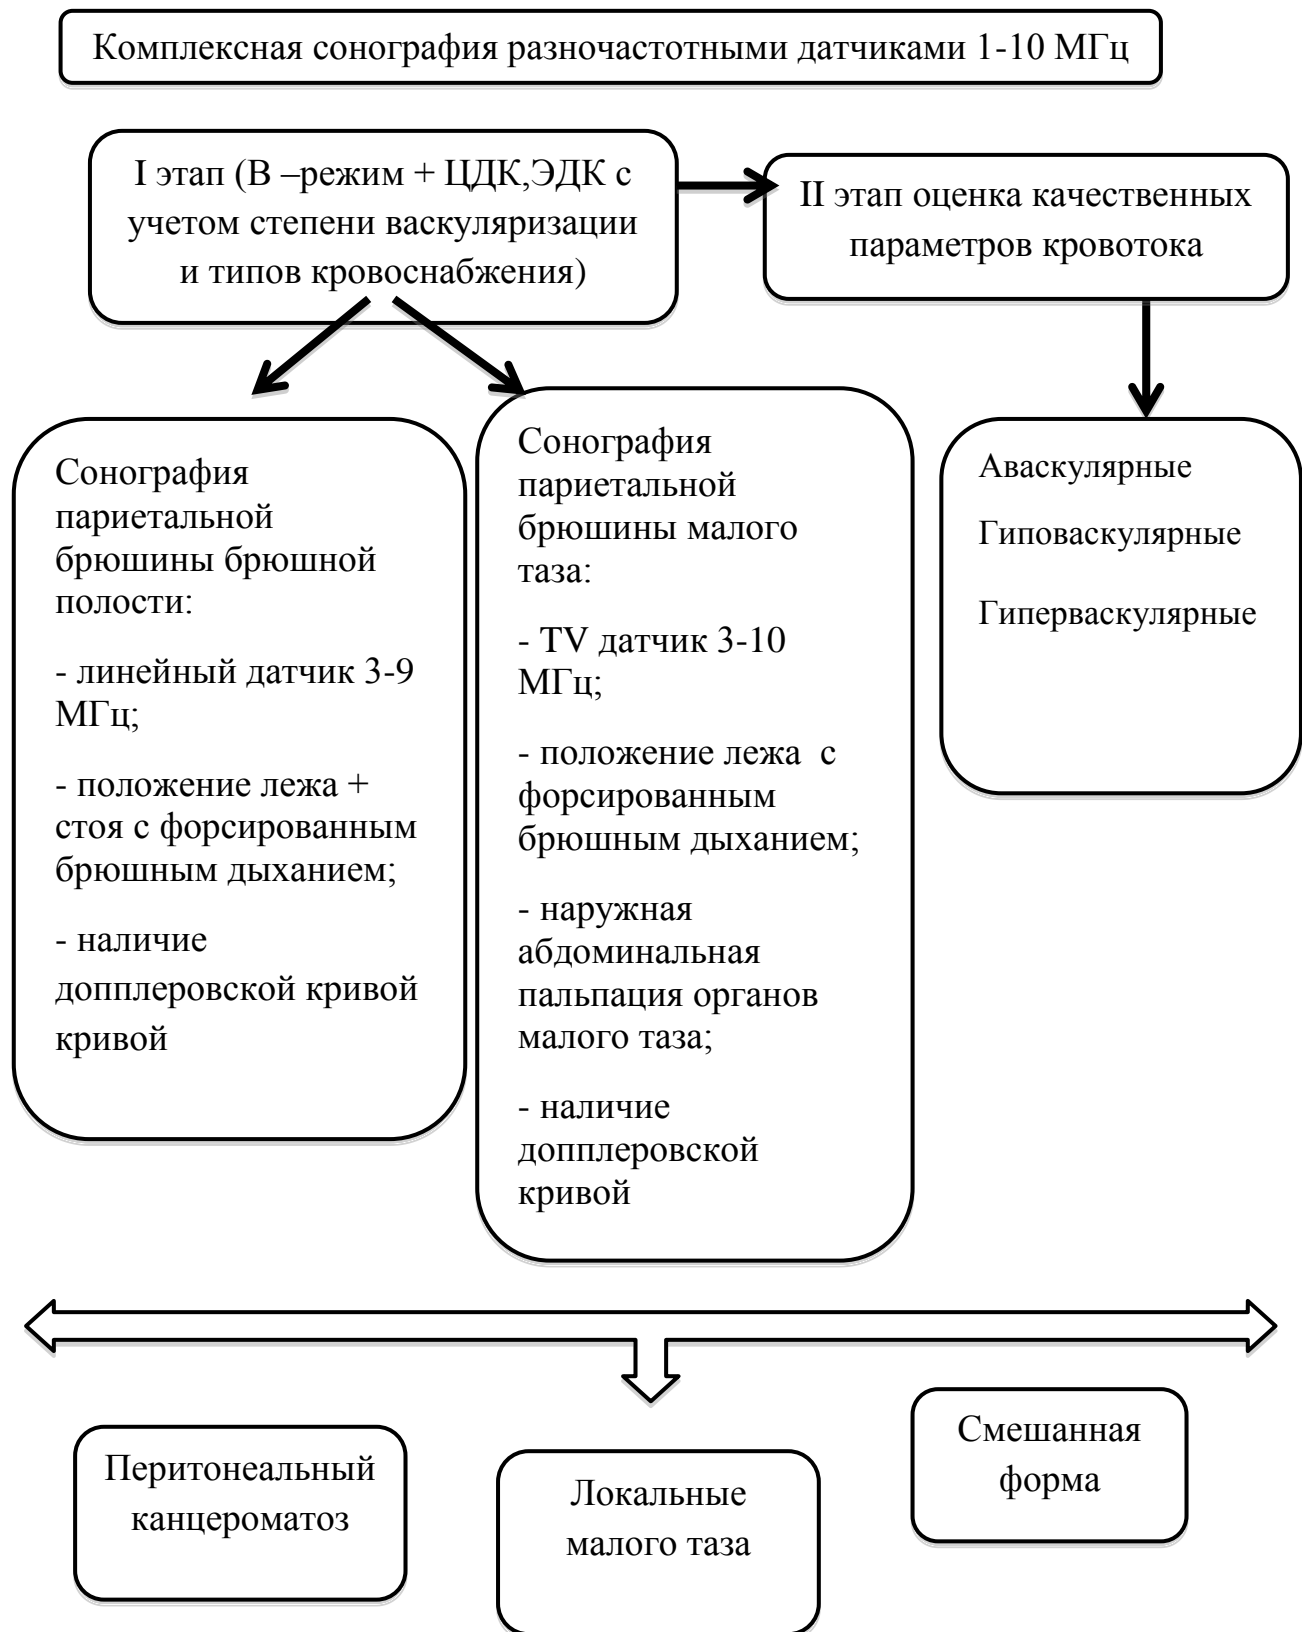 Комплексная сонография разночастотными датчиками 1-10 МГц
I этап (В –режим + ЦДК,ЭДК с
учетом степени васкуляризации
и типов кровоснабжения)
II этап оценка качественных
параметров кровотока
Сонография
париетальной
брюшины брюшной
полости:
- линейный датчик 3-9
МГц;
- положение лежа +
стоя с форсированным
брюшным дыханием;
- наличие
допплеровской кривой
кривой
Сонография
париетальной
брюшины малого
таза:
- TV датчик 3-10
МГц;
- положение лежа с
форсированным
брюшным дыханием;
- наружная
абдоминальная
пальпация органов
малого таза;
- наличие
допплеровской
кривой
Аваскулярные
Гиповаскулярные
Гиперваскулярные
Перитонеальный
канцероматоз
Локальные
малого таза
Смешанная
форма